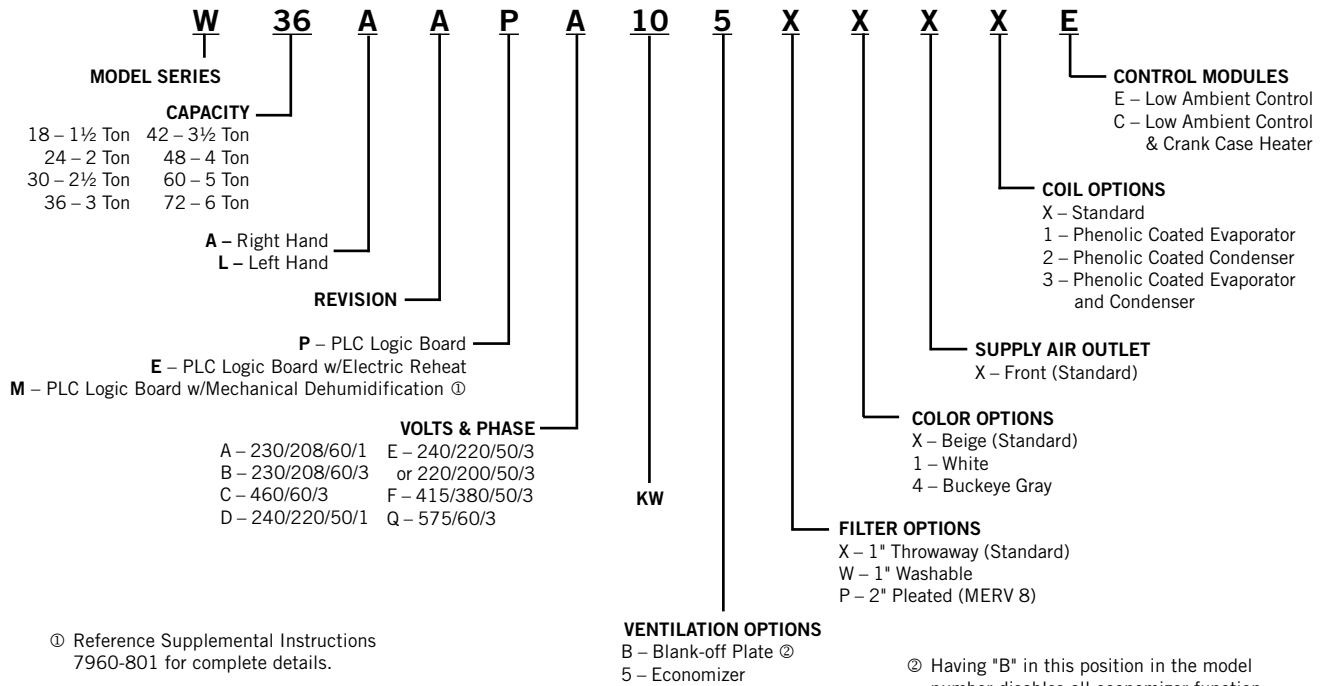 W 36 A A P A 10 5 X X X X E
MODEL SERIES
CAPACITY
18 – 1½ Ton 42 – 3½ Ton
24 – 2 Ton 48 – 4 Ton
30 – 2½ Ton 60 – 5 Ton
36 – 3 Ton 72 – 6 Ton
A – Right Hand
L – Left Hand
REVISION
P – PLC Logic Board
E – PLC Logic Board w/Electric Reheat
M – PLC Logic Board w/Mechanical Dehumidification ①
VOLTS & PHASE
A – 230/208/60/1 E – 240/220/50/3
B – 230/208/60/3 or 220/200/50/3
C – 460/60/3 F – 415/380/50/3
D – 240/220/50/1 Q – 575/60/3
KW
VENTILATION OPTIONS
B – Blank-off Plate ②
5 – Economizer
FILTER OPTIONS
X – 1" Throwaway (Standard)
W – 1" Washable
P – 2" Pleated (MERV 8)
COLOR OPTIONS
X – Beige (Standard)
1 – White
4 – Buckeye Gray
SUPPLY AIR OUTLET
X – Front (Standard)
COIL OPTIONS
X – Standard
1 – Phenolic Coated Evaporator
2 – Phenolic Coated Condenser
3 – Phenolic Coated Evaporator
and Condenser
CONTROL MODULES
E – Low Ambient Control
C – Low Ambient Control
& Crank Case Heater
① Reference Supplemental Instructions
7960-801 for complete details.
② Having "B" in this position in the model
number disables all economizer function